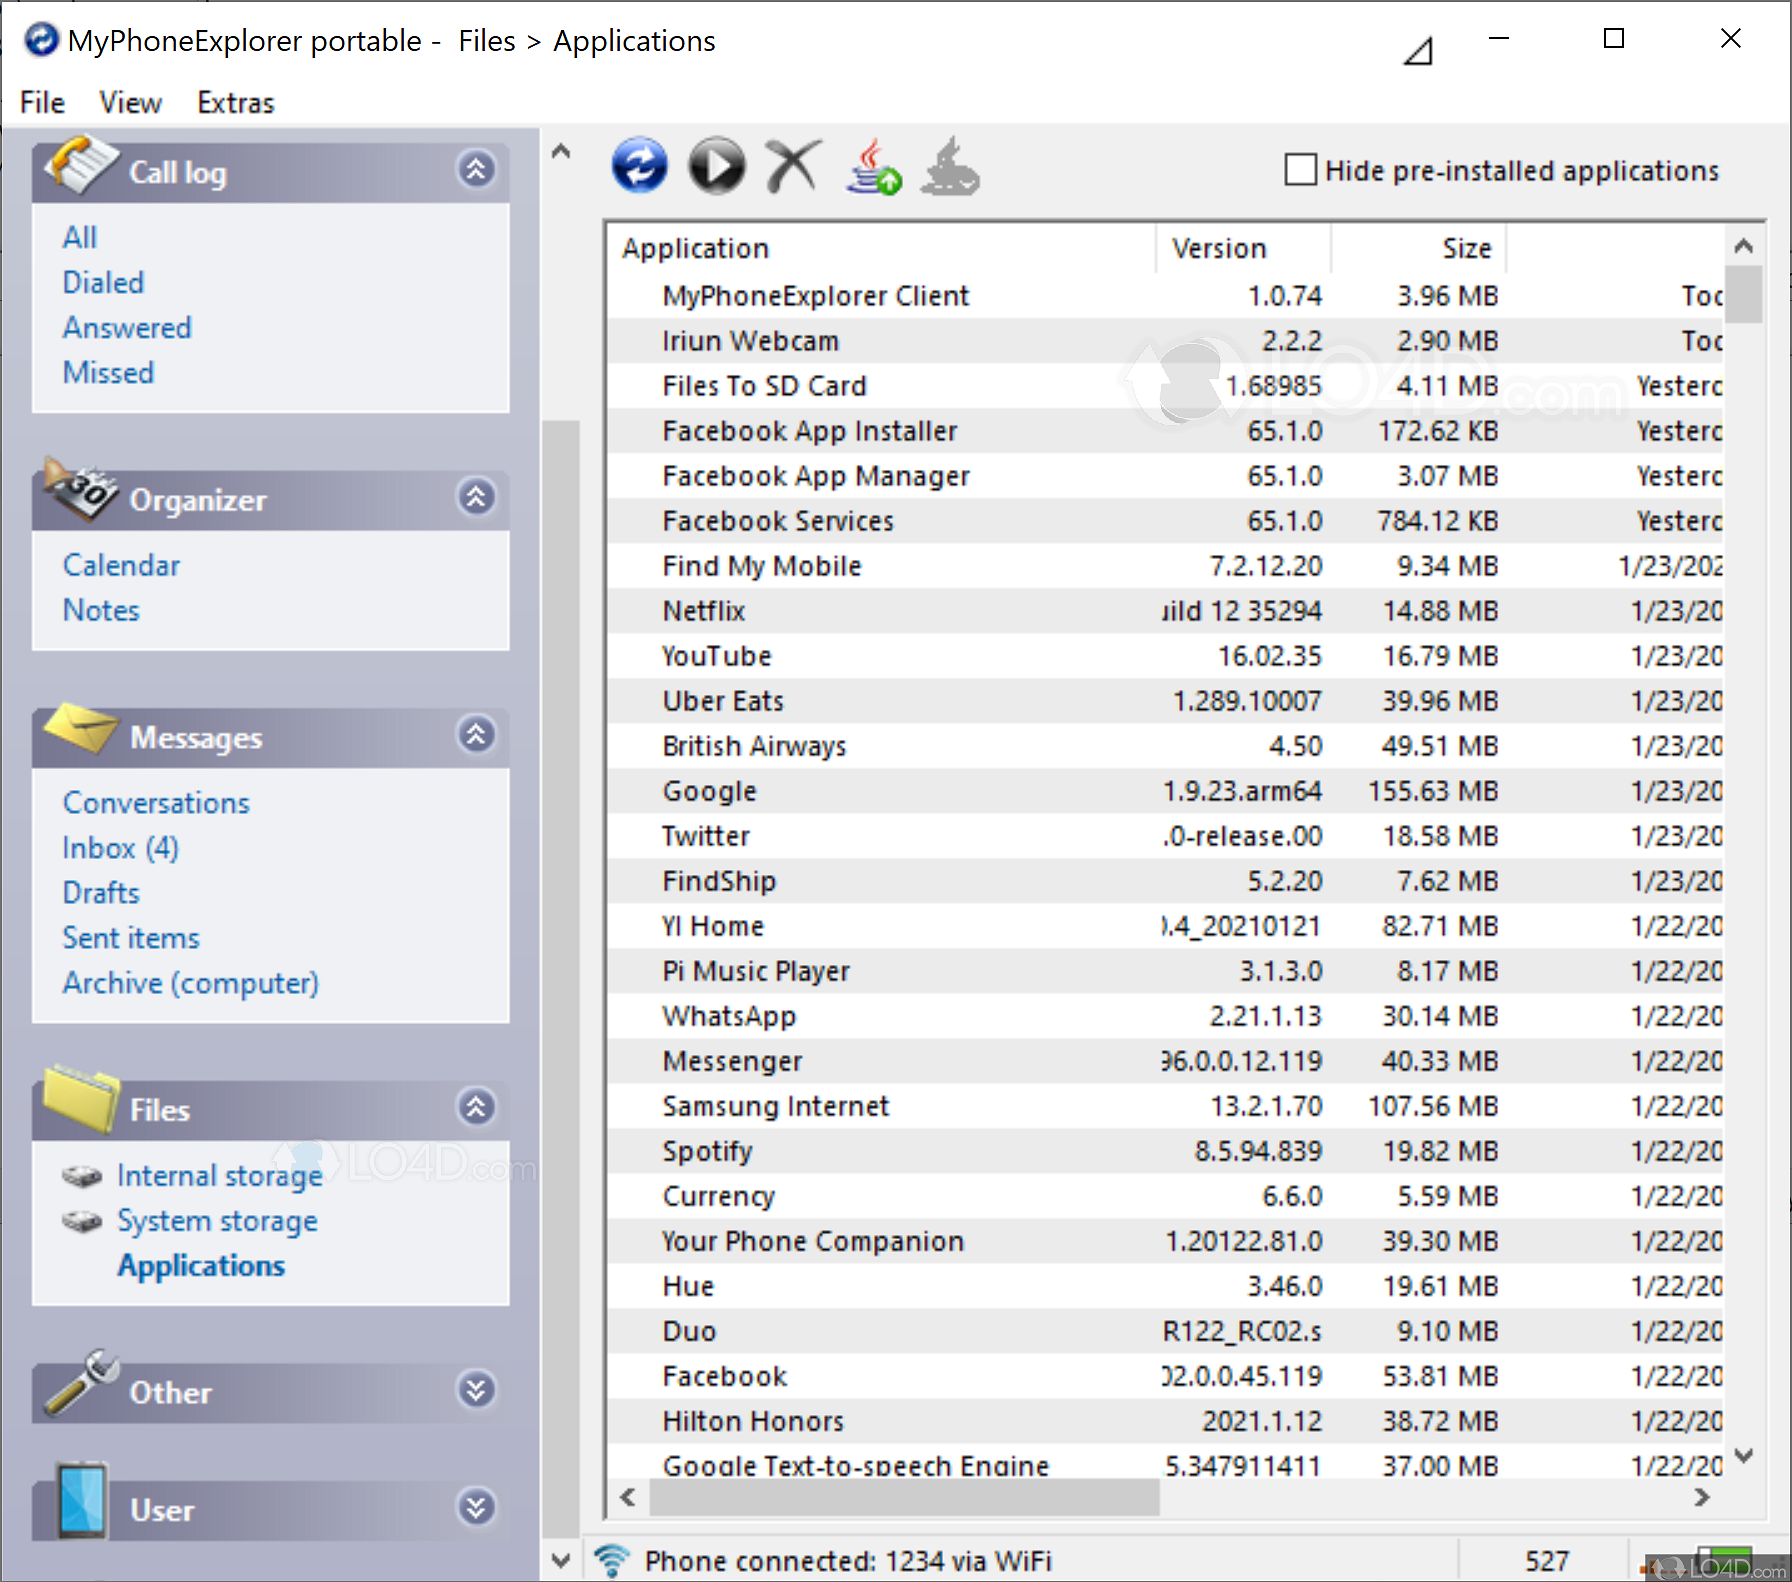 MyPhoneExplorer portable -  Files > Applications
File View Extras
Call log
All
Dialed
Answered
Missed
30
Organizer
Calendar
Notes
Messages
Conversations
Inbox (4)
Drafts
Sent items
Archive (computer)
Files
Internal storage
System storage
Applications
Other
User
LO4D.com
Hide pre-installed applications
Application Version Size
MyPhoneExplorer Client 1.0.74 3.96 MB Toc
Iriun Webcam 2.2.2 2.90 MB Toc
Files To SD Card 1.68985 4.11 MB Yesterc
Facebook App Installer 65.1.0 172.62 KB Yesterc
Facebook App Manager 65.1.0 3.07 MB Yesterc
Facebook Services 65.1.0 784.12 KB Yesterc
Find My Mobile 7.2.12.20 9.34 MB 1/23/202
Netflix uild 12 35294 14.88 MB 1/23/20
YouTube 16.02.35 16.79 MB 1/23/20
Uber Eats 1.289.10007 39.96 MB 1/23/20
British Airways 4.50 49.51 MB 1/23/20
Google 1.9.23.arm64 155.63 MB 1/23/20
Twitter .0-release.00 18.58 MB 1/23/20
FindShip 5.2.20 7.62 MB 1/23/20
YI Home 0.4_20210121 82.71 MB 1/22/20
Pi Music Player 3.1.3.0 8.17 MB 1/22/20
WhatsApp 2.21.1.13 30.14 MB 1/22/20
Messenger 96.0.0.12.119 40.33 MB 1/22/20
Samsung Internet 13.2.1.70 107.56 MB 1/22/20
Spotify 8.5.94.839 19.82 MB 1/22/20
Currency 6.6.0 5.59 MB 1/22/20
Your Phone Companion 1.20122.81.0 39.30 MB 1/22/20
Hue 3.46.0 19.61 MB 1/22/20
Duo R122_RC02.s 9.10 MB 1/22/20
Facebook 02.0.0.45.119 53.81 MB 1/22/20
Hilton Honors 2021.1.12 38.72 MB 1/22/20
Google Text-to-speech Engine 5.347911411 37.00 MB 1/22/20
LO4D.com
Phone connected: 1234 via WiFi 527
LO4D.com